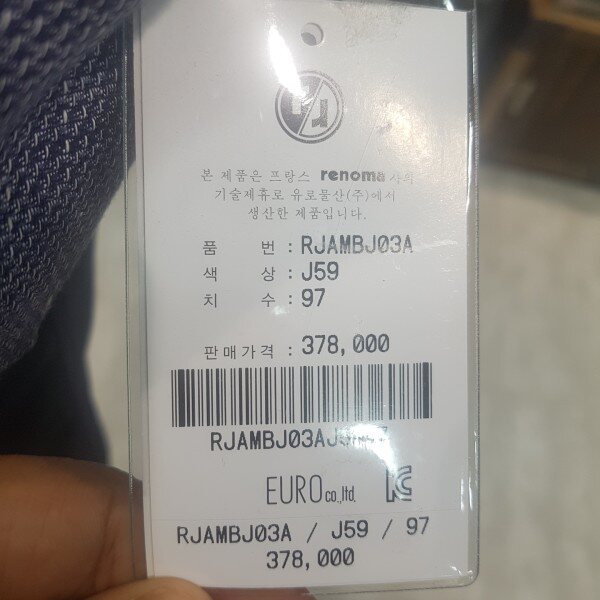 본 제품은 프랑스 renoma 사의
기술제휴로 유로물산(주)에서
생산한 제품입니다.
품 번 : RJAMBJ03A
색 상 : J59
치 수 : 97
판매가격 : 378,000
EURO co.,ltd.
RJAMBJ03A / J59 / 97
378,000